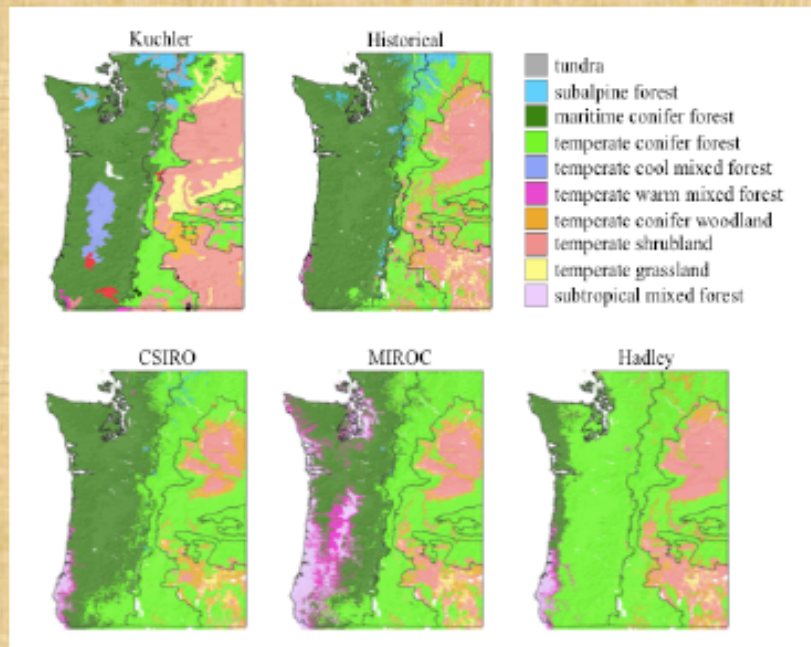 Kuchler
Historical
tundra
subalpine forest
maritime conifer forest
temperate conifer forest
temperate cool mixed forest
temperate warm mixed forest
temperate conifer woodland
temperate shrubland
temperate grassland
subtropical mixed forest
CSIRO
MIROC
Hadley